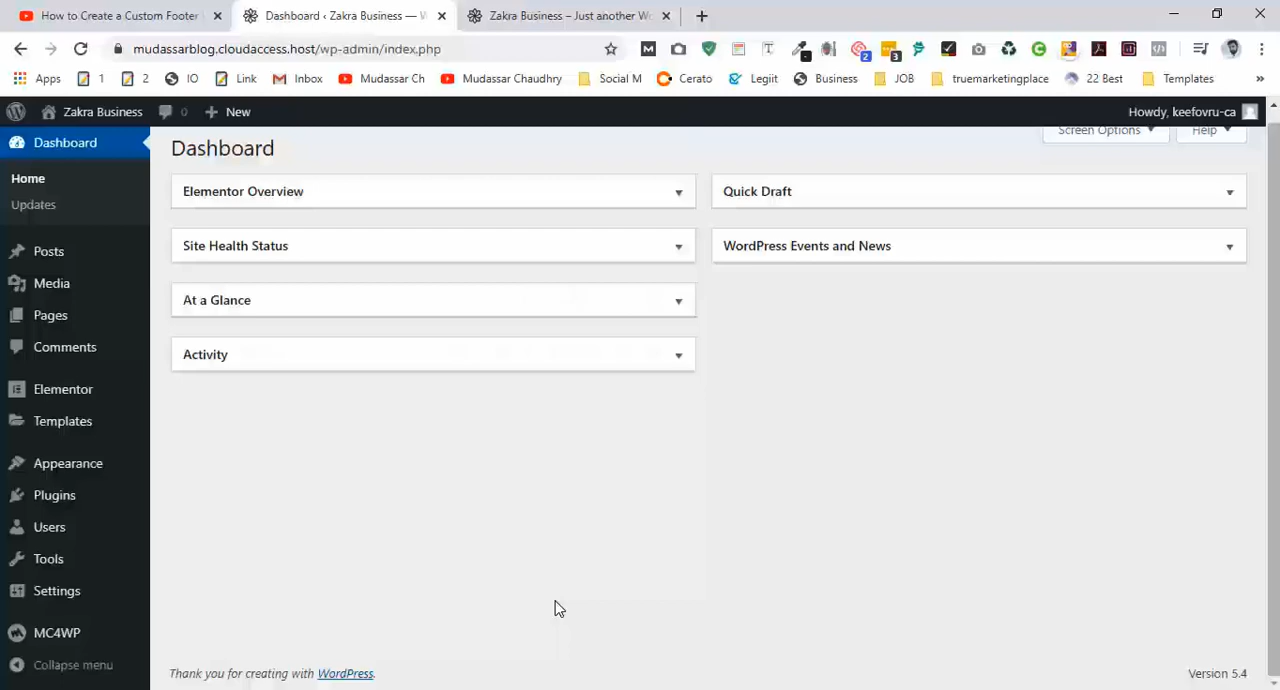 How to Create a Custom Footer
Dashboard ‹ Zakra Business — W
Zakra Business – Just another Wo
mudassarblog.cloudaccess.host/wp-admin/index.php
M
T
2
3
Apps
1
2
IO
Link
Inbox
Mudassar Ch
Mudassar Chaudhry
Social M
Cerato
Legiit
Business
JOB
truemarketingplace
22 Best
Templates
»
Zakra Business
0
New
Howdy, keefovru-ca
Dashboard
Home
Updates
Posts
Media
Pages
Comments
Elementor
Templates
Appearance
Plugins
Users
Tools
Settings
MC4WP
Collapse menu
Screen Options
Help
Dashboard
Elementor Overview
Quick Draft
Site Health Status
WordPress Events and News
At a Glance
Activity
Thank you for creating with WordPress.
Version 5.4